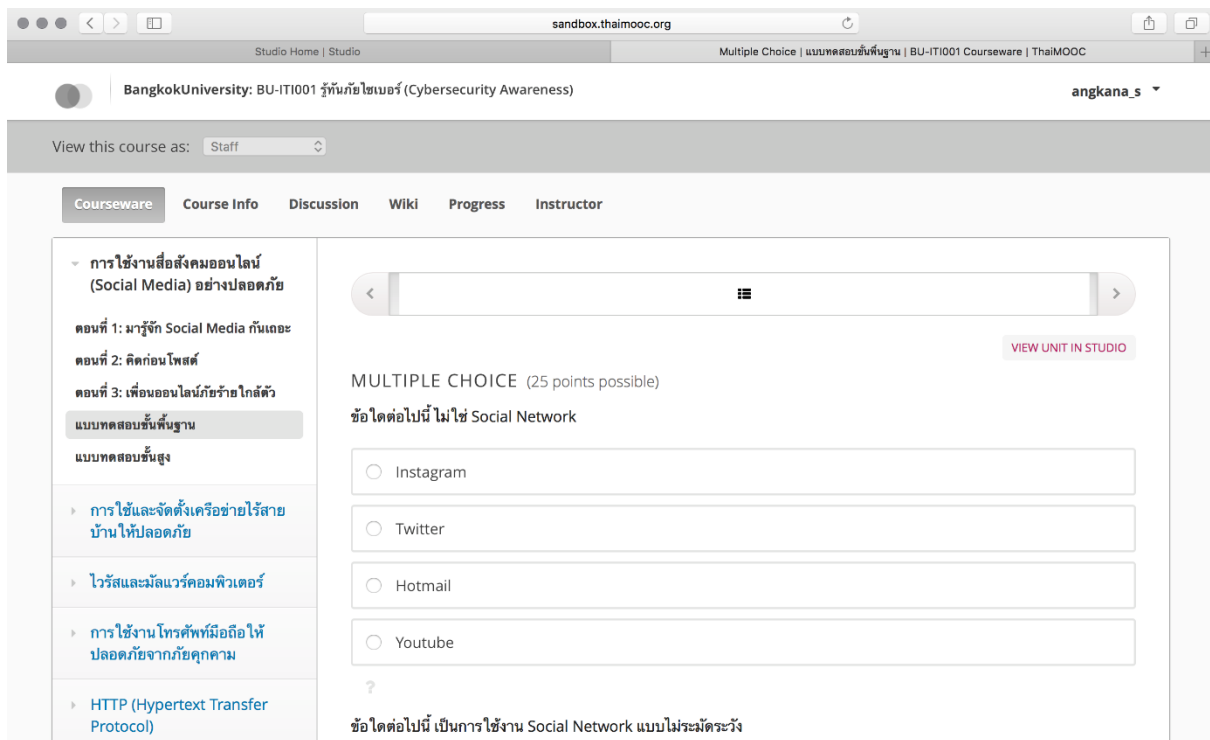 sandbox.thaimooc.org
Studio Home | Studio
Multiple Choice | แบบทดสอบขั้นพื้นฐาน | BU-ITI001 Courseware | ThaiMOOC
BangkokUniversity: BU-ITI001 รู้ทันภัยไซเบอร์ (Cybersecurity Awareness)
angkana_s
View this course as: Staff
Courseware Course Info Discussion Wiki Progress Instructor
การใช้งานสื่อสังคมออนไลน์
(Social Media) อย่างปลอดภัย
ตอนที่ 1: มารู้จัก Social Media กันเถอะ
ตอนที่ 2: คิดก่อนโพสต์
ตอนที่ 3: เพื่อนออนไลน์ภัยร้ายใกล้ตัว
แบบทดสอบขั้นพื้นฐาน
แบบทดสอบขั้นสูง
การใช้และจัดตั้งเครือข่ายไร้สาย
บ้านให้ปลอดภัย
ไวรัสและมัลแวร์คอมพิวเตอร์
การใช้งานโทรศัพท์มือถือให้
ปลอดภัยจากภัยคุกคาม
HTTP (Hypertext Transfer
Protocol)
VIEW UNIT IN STUDIO
MULTIPLE CHOICE (25 points possible)
ข้อใดต่อไปนี้ ไม่ใช่ Social Network
Instagram
Twitter
Hotmail
Youtube
?
ข้อใดต่อไปนี้ เป็นการใช้งาน Social Network แบบไม่ระมัดระวัง